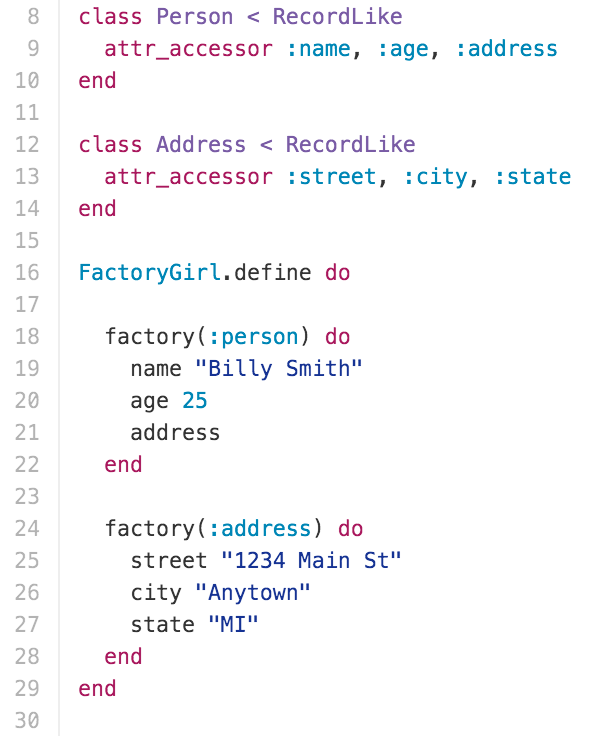 8 class Person < RecordLike
9   attr_accessor :name, :age, :address
10 end
11
12 class Address < RecordLike
13   attr_accessor :street, :city, :state
14 end
15
16 FactoryGirl.define do
17
18   factory(:person) do
19     name "Billy Smith"
20     age 25
21     address
22   end
23
24   factory(:address) do
25     street "1234 Main St"
26     city "Anytown"
27     state "MI"
28   end
29 end
30